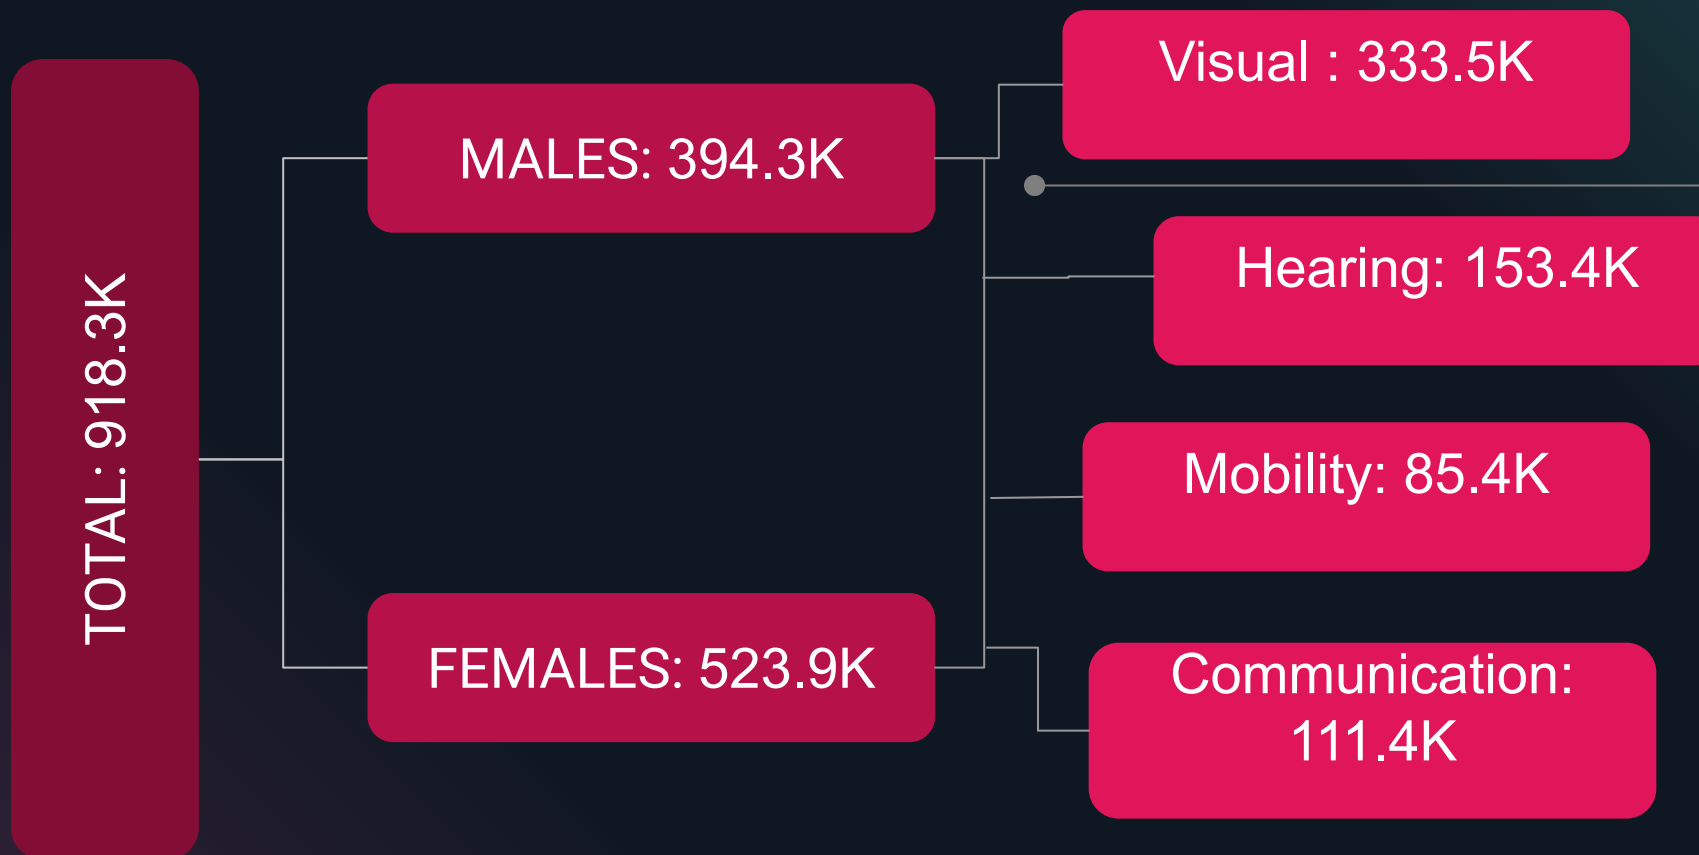 TOTAL: 918.3K
MALES: 394.3K
FEMALES: 523.9K
Visual : 333.5K
Hearing: 153.4K
Mobility: 85.4K
Communication:
111.4K